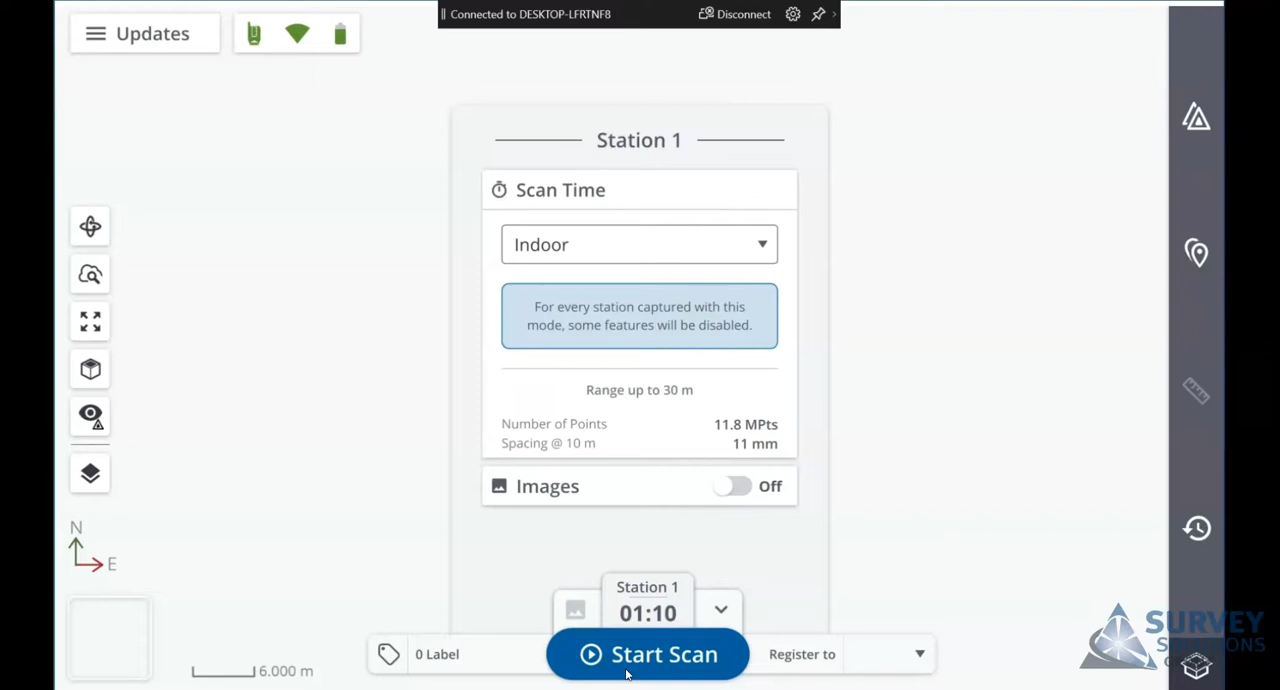 Connected to DESKTOP-LFRTNF8
Disconnect
Updates
Station 1
Scan Time
Indoor
For every station captured with this
mode, some features will be disabled.
Range up to 30 m
Number of Points 11.8 MPts
Spacing @ 10 m 11 mm
Images Off
N
E
Station 1
01:10
6.000 m
0 Label
Start Scan
Register to
SURVEY
SOLUTIONS